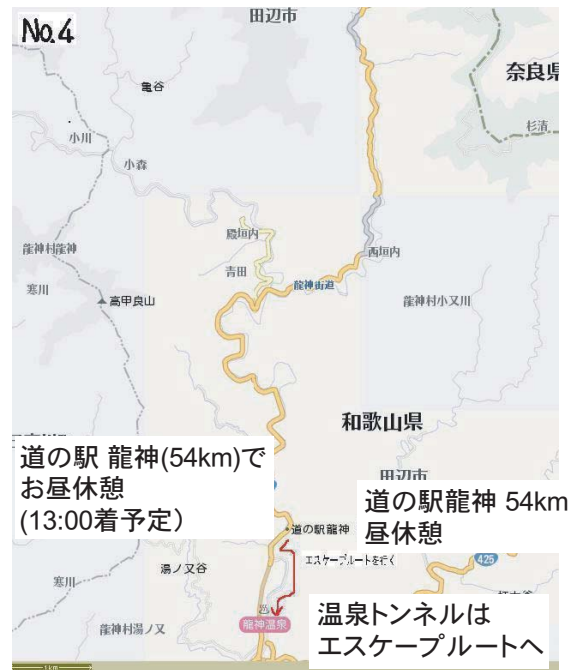 No.4
田辺市
奈良県
亀谷
杉清
小川
小森
殿垣内
西垣内
龍神村龍神
青田
龍神街道
寒川
高甲良山
龍神村小又川
和歌山県
道の駅 龍神(54km)で
お昼休憩
(13:00着予定)
田辺市
道の駅龍神 54km
昼休憩
道の駅龍神
エスケープルートを行く
425
湯ノ又谷
寒川
龍神温泉
温泉トンネルは
エスケープルートへ
龍神村湯ノ又